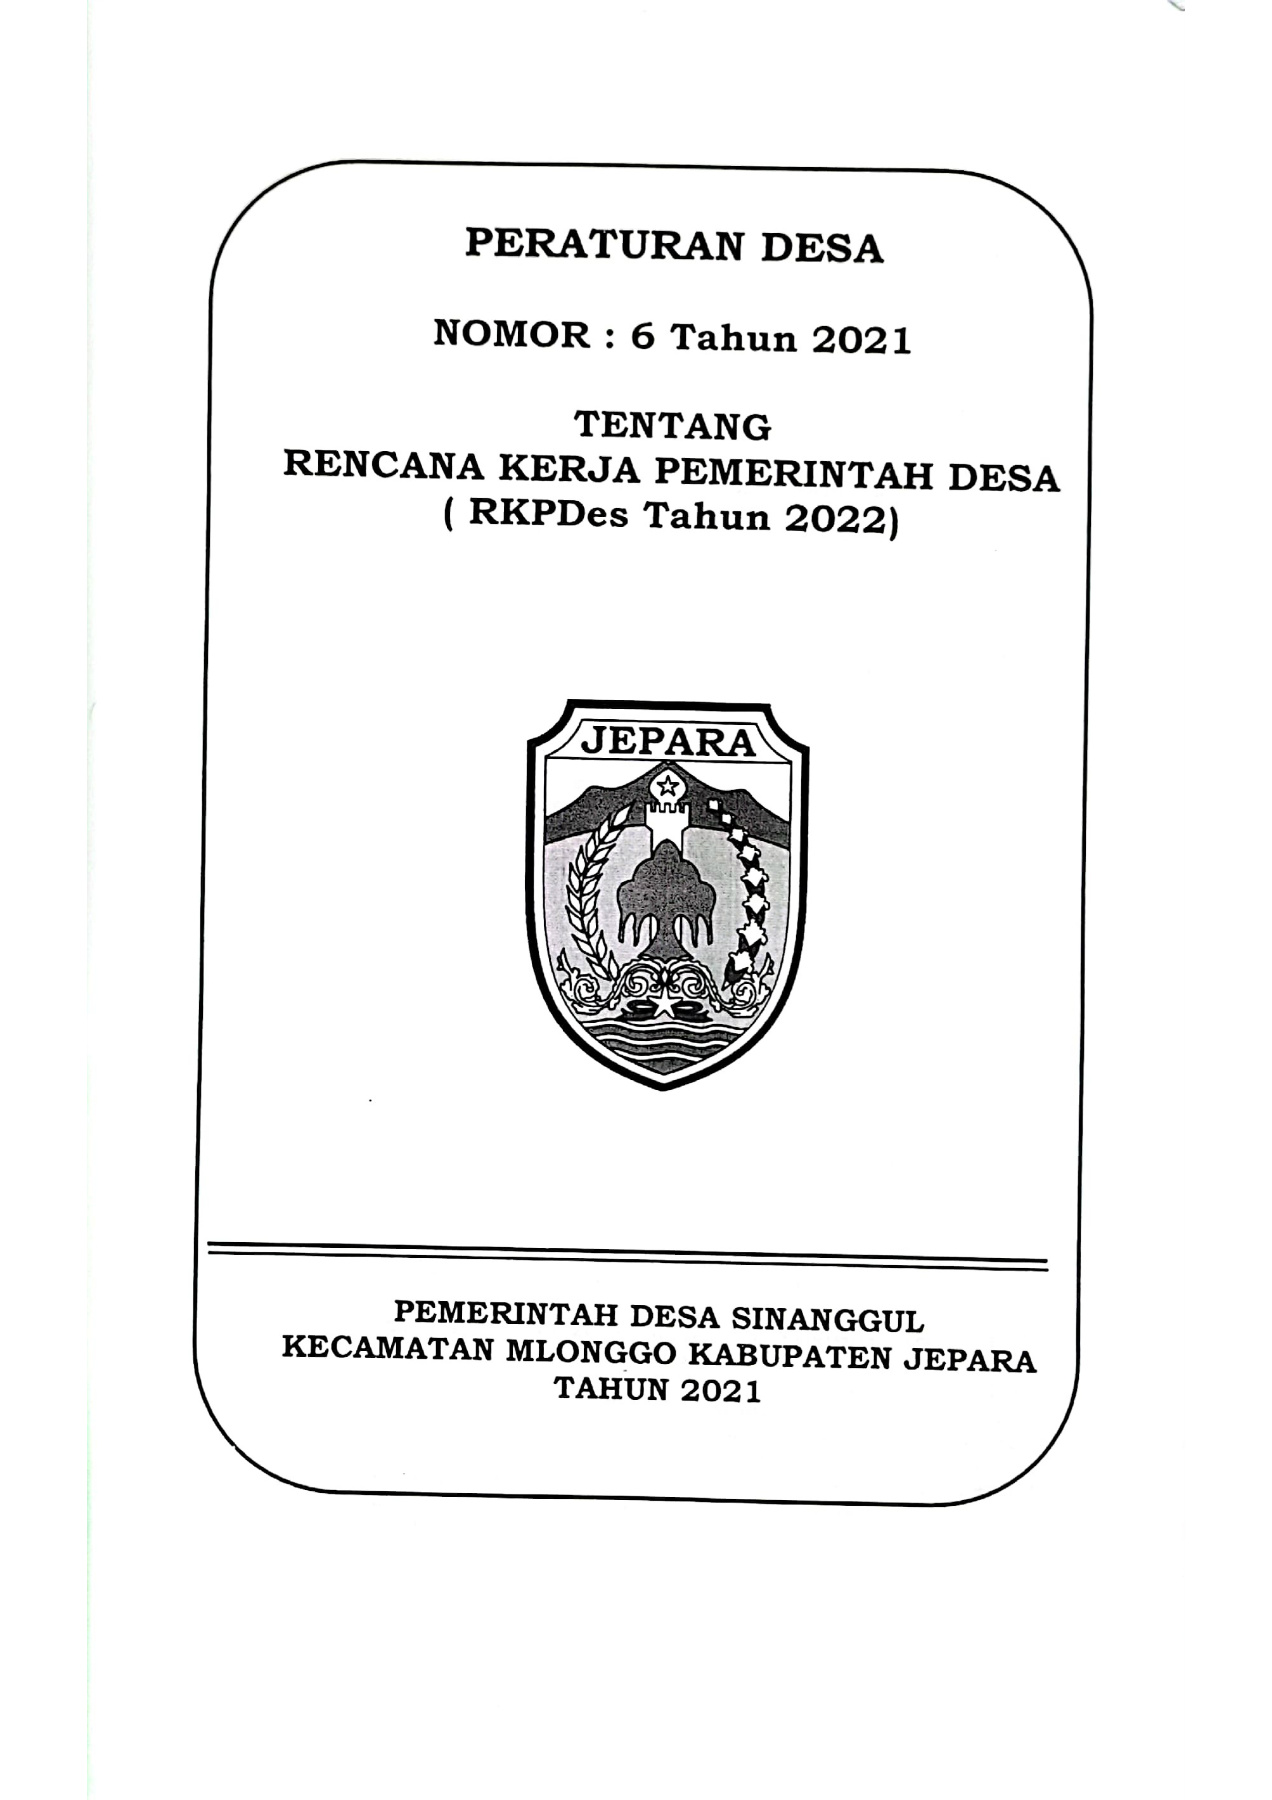 PERATURAN DESA
NOMOR : 6 Tahun 2021
TENTANG
RENCANA KERJA PEMERINTAH DESA
( RKPDes Tahun 2022)
JEPARA
PEMERINTAH DESA SINANGGUL
KECAMATAN MLONGGO KABUPATEN JEPARA
TAHUN 2021